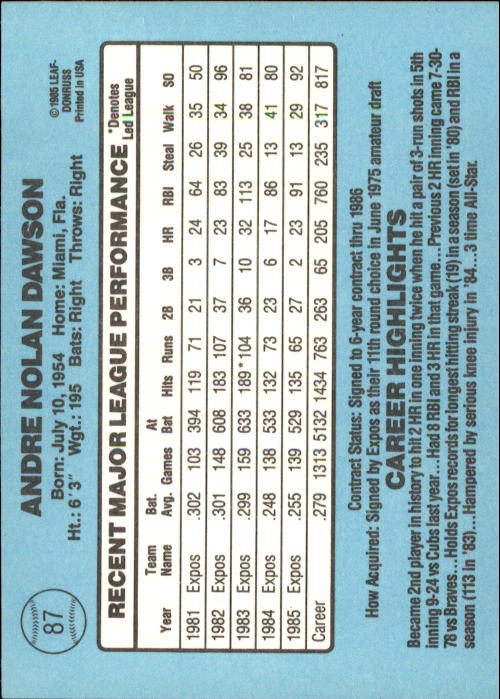 87
ANDRE NOLAN DAWSON
Born: July 10, 1954 Home: Miami, Fla.
Ht.: 6' 3" Wgt.: 195 Bats: Right Throws: Right
©1985 LEAF-
DONRUSS
Printed in USA
RECENT MAJOR LEAGUE PERFORMANCE
*Denotes
Led League
Year Team Name Bat. Avg. Games At Bat Hits Runs 2B 3B HR RBI Steal Walk SO
1981 Expos .302 103 394 119 71 21 3 24 64 26 35 50
1982 Expos .301 148 608 183 107 37 7 23 83 39 34 96
1983 Expos .299 159 633 189* 104 36 10 32 113 25 38 81
1984 Expos .248 138 533 132 73 23 6 17 86 13 41 80
1985 Expos .255 139 529 135 65 27 2 23 91 13 29 92
Career .279 1313 5132 1434 763 263 65 205 760 235 317 817
Contract Status: Signed to 6-year contract thru 1986
How Acquired: Signed by Expos as their 11th round choice in June 1975 amateur draft
CAREER HIGHLIGHTS
Became 2nd player in history to hit 2 HR in one inning twice when he hit a pair of 3-run shots in 5th
inning 9-24 vs Cubs last year...Had 8 RBI and 3 HR in that game...Previous 2 HR inning came 7-30-
78 vs Braves...Holds Expos records for longest hitting streak (19) in a season (set in '80) and RBI in a
season (113 in '83)...Hampered by serious knee injury in '84...3 time All-Star.